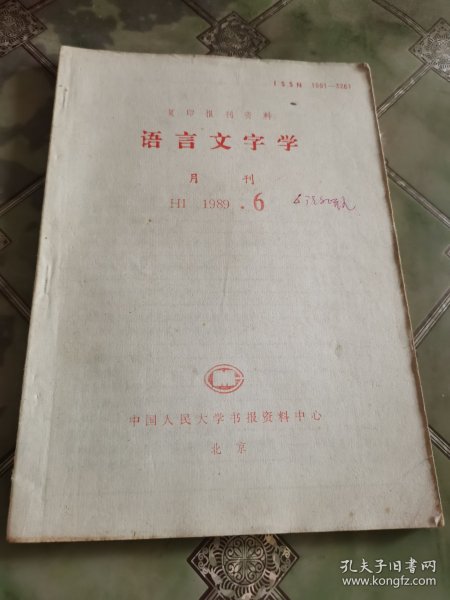 ISSN 1001-3261
复印报刊资料
语言文字学
月刊
H1 1989.6
中国人民大学书报资料中心
北京
孔夫子旧书网
www.kongfz.com